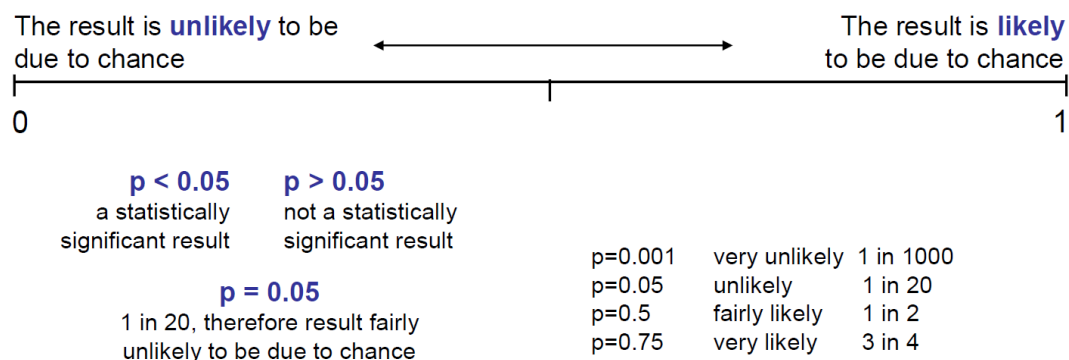 The result is unlikely to be
due to chance
The result is likely
to be due to chance
0
1
p < 0.05
a statistically
significant result
p > 0.05
not a statistically
significant result
p = 0.05
1 in 20, therefore result fairly
unlikely to be due to chance
p=0.001 very unlikely 1 in 1000
p=0.05 unlikely 1 in 20
p=0.5 fairly likely 1 in 2
p=0.75 very likely 3 in 4